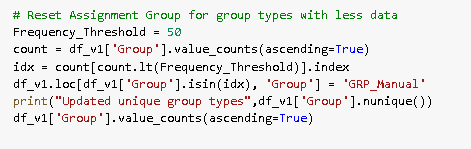 # Reset Assignment Group for group types with less data
Frequency_Threshold = 50
count = df_v1['Group'].value_counts(ascending=True)
idx = count[count.lt(Frequency_Threshold)].index
df_v1.loc[df_v1['Group'].isin(idx), 'Group'] = 'GRP_Manual'
print("Updated unique group types",df_v1['Group'].nunique())
df_v1['Group'].value_counts(ascending=True)